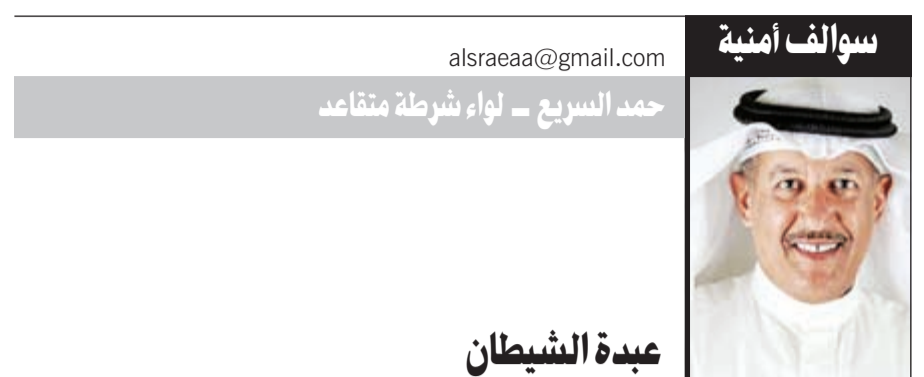 سوالف أمنية
alsraeaa@gmail.com
حمد السريع – لواء شرطة متقاعد
عبدة الشيطان